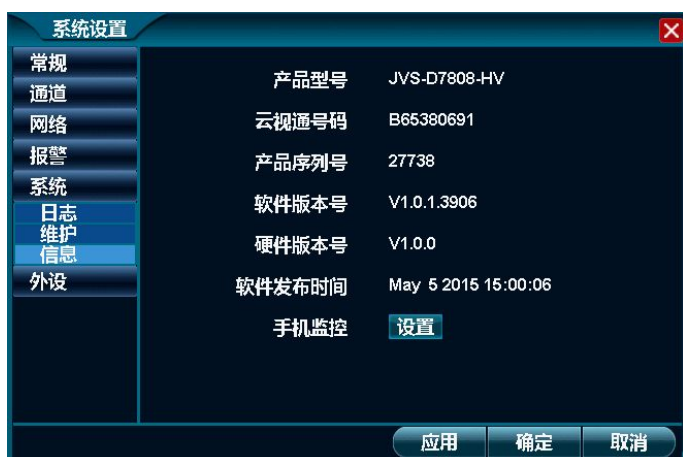 系统设置
常规
通道
网络
报警
系统
日志
维护
信息
外设
产品型号 JVS-D7808-HV
云视通号码 B65380691
产品序列号 27738
软件版本号 V1.0.1.3906
硬件版本号 V1.0.0
软件发布时间 May 5 2015 15:00:06
手机监控 设置
应用 确定 取消